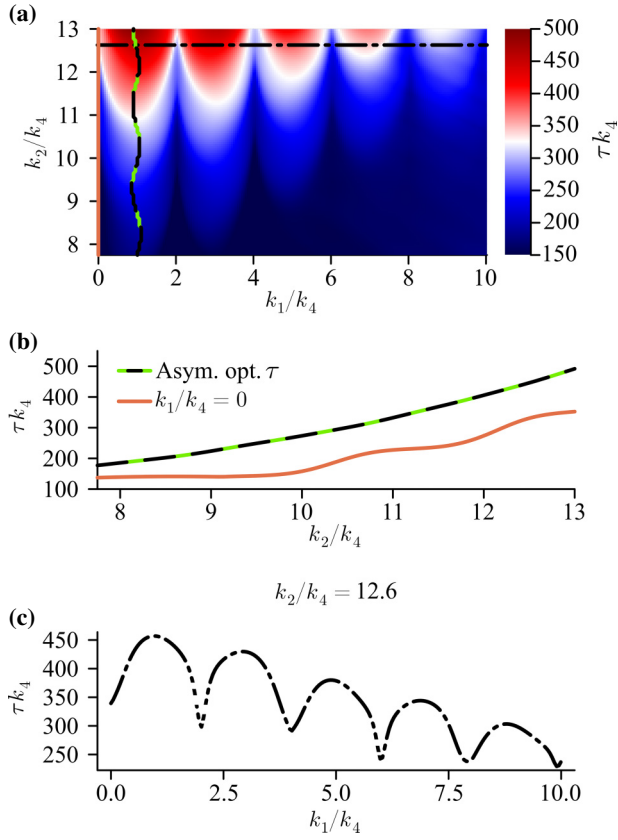 (a)
13
12
11
10
9
8
k₂/k₄
0 2 4 6 8 10
k₁/k₄
500
450
400
350
300
250
200
150
τk₄
(b)
500
400
300
200
100
τk₄
Asym. opt. τ
k₁/k₄ = 0
8 9 10 11 12 13
k₂/k₄
k₂/k₄ = 12.6
(c)
450
400
350
300
250
τk₄
0.0 2.5 5.0 7.5 10.0
k₁/k₄